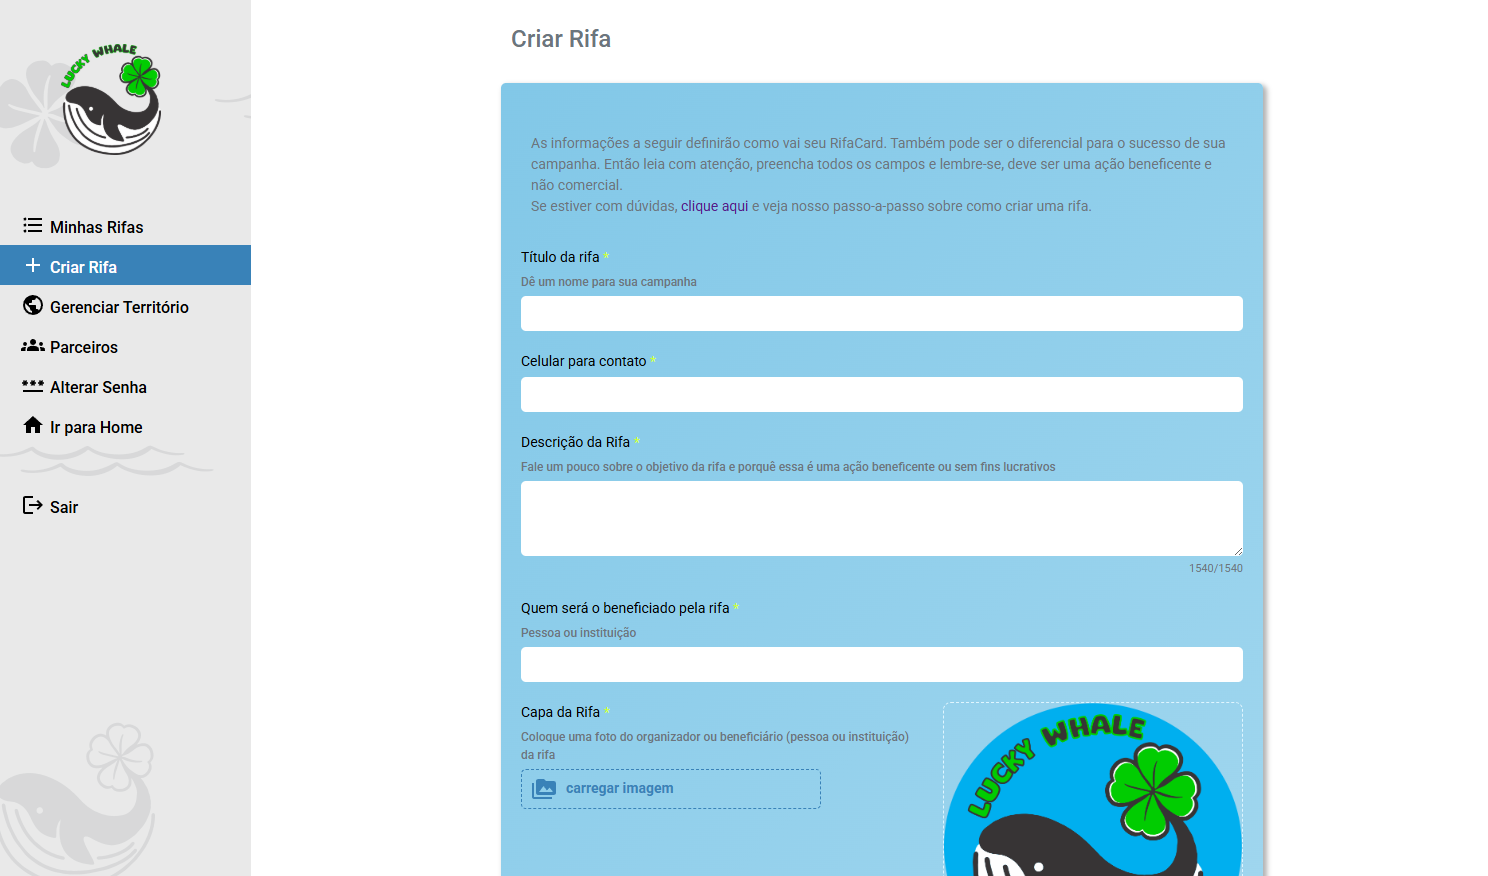 LUCKY WHALE
Minhas Rifas
Criar Rifa
Gerenciar Território
Parceiros
Alterar Senha
Ir para Home
Sair
Criar Rifa
As informações a seguir definirão como vai seu RifaCard. Também pode ser o diferencial para o sucesso de sua
campanha. Então leia com atenção, preencha todos os campos e lembre-se, deve ser uma ação beneficente e
não comercial.
Se estiver com dúvidas, clique aqui e veja nosso passo-a-passo sobre como criar uma rifa.
Título da rifa *
Dê um nome para sua campanha
Celular para contato *
Descrição da Rifa *
Fale um pouco sobre o objetivo da rifa e porquê essa é uma ação beneficente ou sem fins lucrativos
1540/1540
Quem será o beneficiado pela rifa *
Pessoa ou instituição
Capa da Rifa *
Coloque uma foto do organizador ou beneficiário (pessoa ou instituição)
da rifa
carregar imagem
LUCKY WHALE